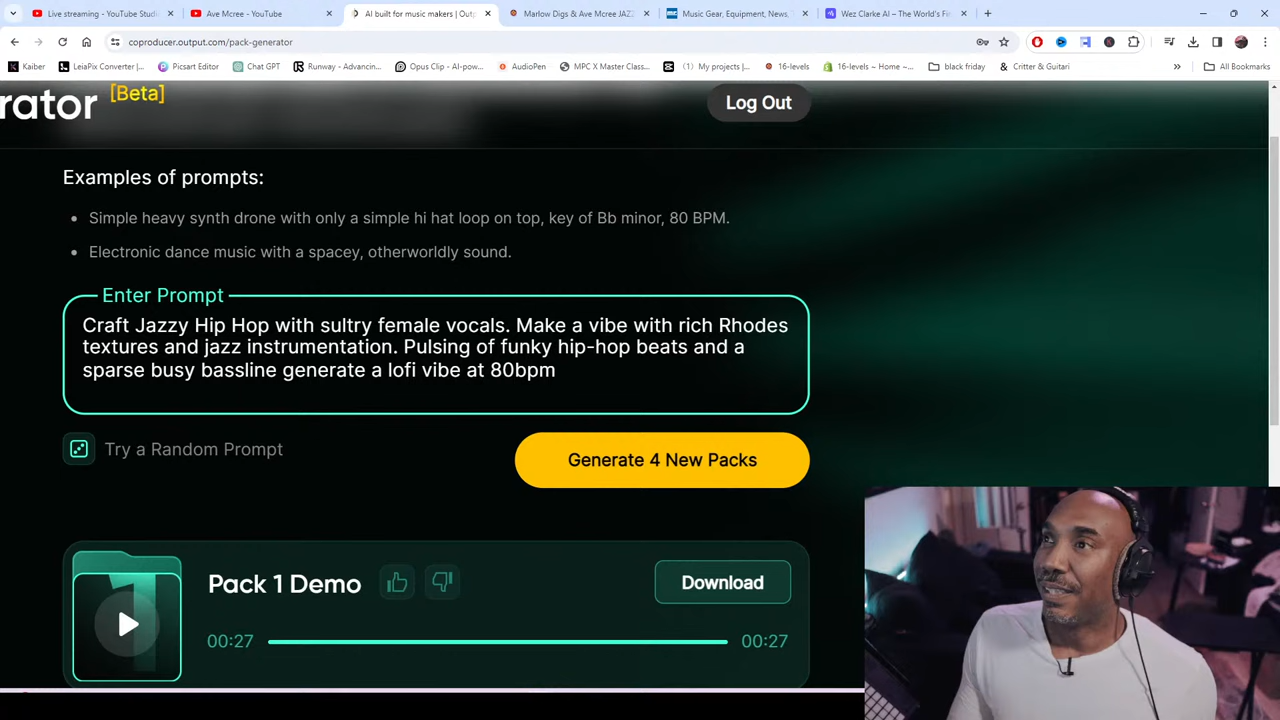 Live streaming - YouTube Studio
Ave Mcree - YouTube
AI built for music makers | Outp
Marlow Digs & Ave Mcree JAZZ
Music Gear, Equipment, News,
Wez Clarke AI – The World's Fi
coproducer.output.com/pack-generator
Kaiber
LeiaPix Converter |...
Picsart Editor
Chat GPT
Runway - Advancin...
Opus Clip - AI-pow...
AudioPen
MPC X Master Class...
(1) My projects |...
16-levels
16-levels ~ Home ~...
black friday
Critter & Guitari
»
All Bookmarks
rator [Beta]
Log Out
Examples of prompts:
• Simple heavy synth drone with only a simple hi hat loop on top, key of Bb minor, 80 BPM.
• Electronic dance music with a spacey, otherworldly sound.
Enter Prompt
Craft Jazzy Hip Hop with sultry female vocals. Make a vibe with rich Rhodes
textures and jazz instrumentation. Pulsing of funky hip-hop beats and a
sparse busy bassline generate a lofi vibe at 80bpm
Try a Random Prompt
Generate 4 New Packs
1
Pack 1 Demo
Download
00:27
00:27